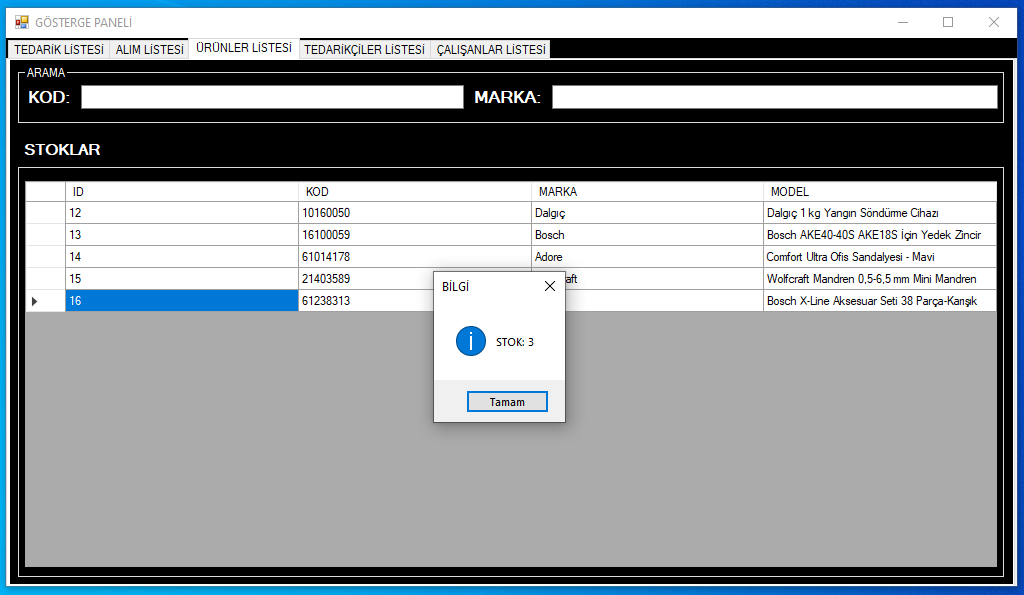 GÖSTERGE PANELİ
TEDARİK LİSTESİ ALIM LİSTESİ ÜRÜNLER LİSTESİ TEDARİKÇİLER LİSTESİ ÇALIŞANLAR LİSTESİ
ARAMA
KOD: MARKA:
STOKLAR
ID KOD MARKA MODEL
12 10160050 Dalgıç Dalgıç 1 kg Yangın Söndürme Cihazı
13 16100059 Bosch Bosch AKE40-40S AKE18S İçin Yedek Zincir
14 61014178 Adore Comfort Ultra Ofis Sandalyesi - Mavi
15 21403589 Wolfcraft Mandren 0,5-6,5 mm Mini Mandren
16 61238313 Bosch X-Line Aksesuar Seti 38 Parça-Karışık
BİLGİ
STOK: 3
Tamam